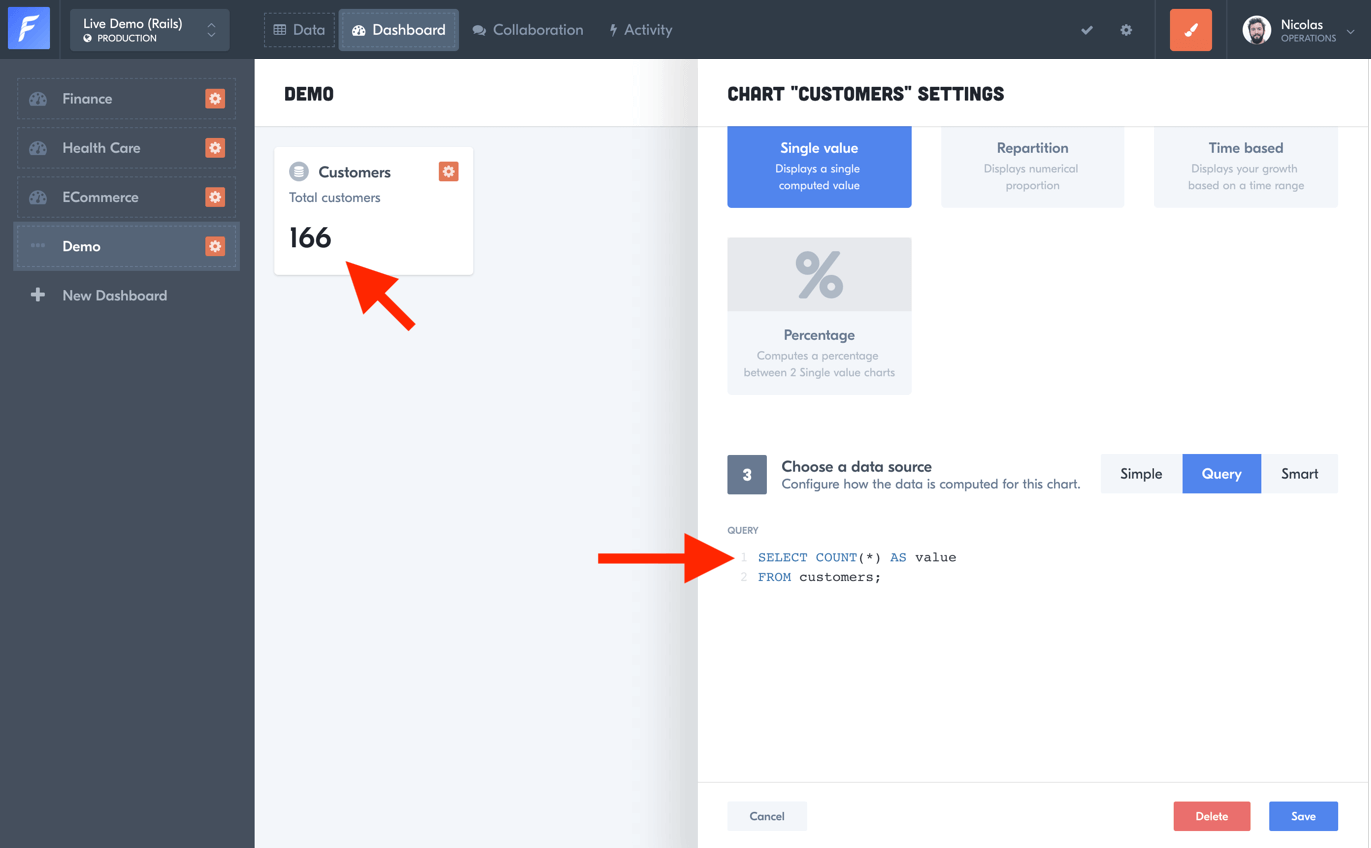 Live Demo (Rails)
PRODUCTION
Data
Dashboard
Collaboration
Activity
Nicolas
OPERATIONS
Finance
Health Care
ECommerce
Demo
New Dashboard
DEMO
Customers
Total customers
166
CHART "CUSTOMERS" SETTINGS
Single value
Displays a single
computed value
Repartition
Displays numerical
proportion
Time based
Displays your growth
based on a time range
%
Percentage
Computes a percentage
between 2 Single value charts
3
Choose a data source
Configure how the data is computed for this chart.
Simple
Query
Smart
QUERY
1 SELECT COUNT(*) AS value
2 FROM customers;
Cancel
Delete
Save